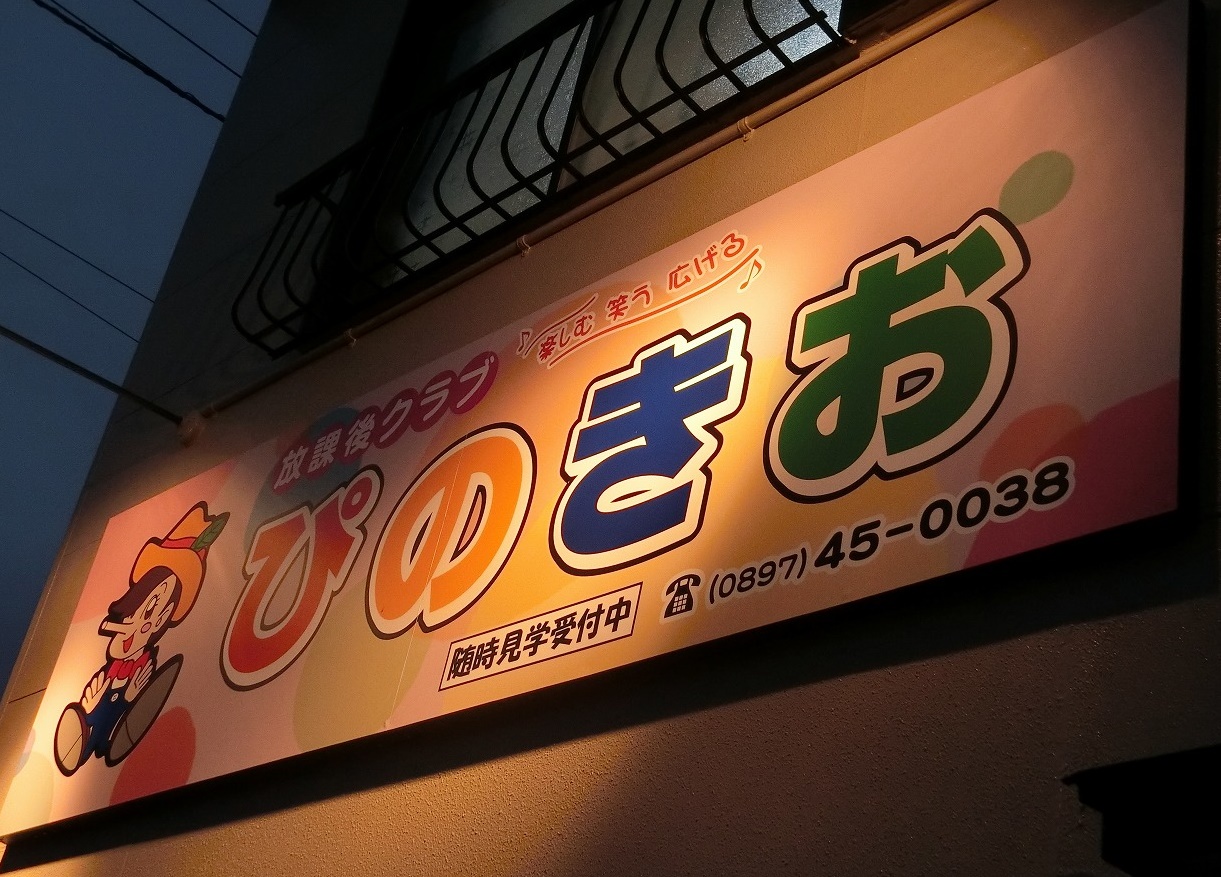 放課後クラブ
楽しむ 笑う 広げる
ぴのきお
随時見学受付中
(0897)45-0038